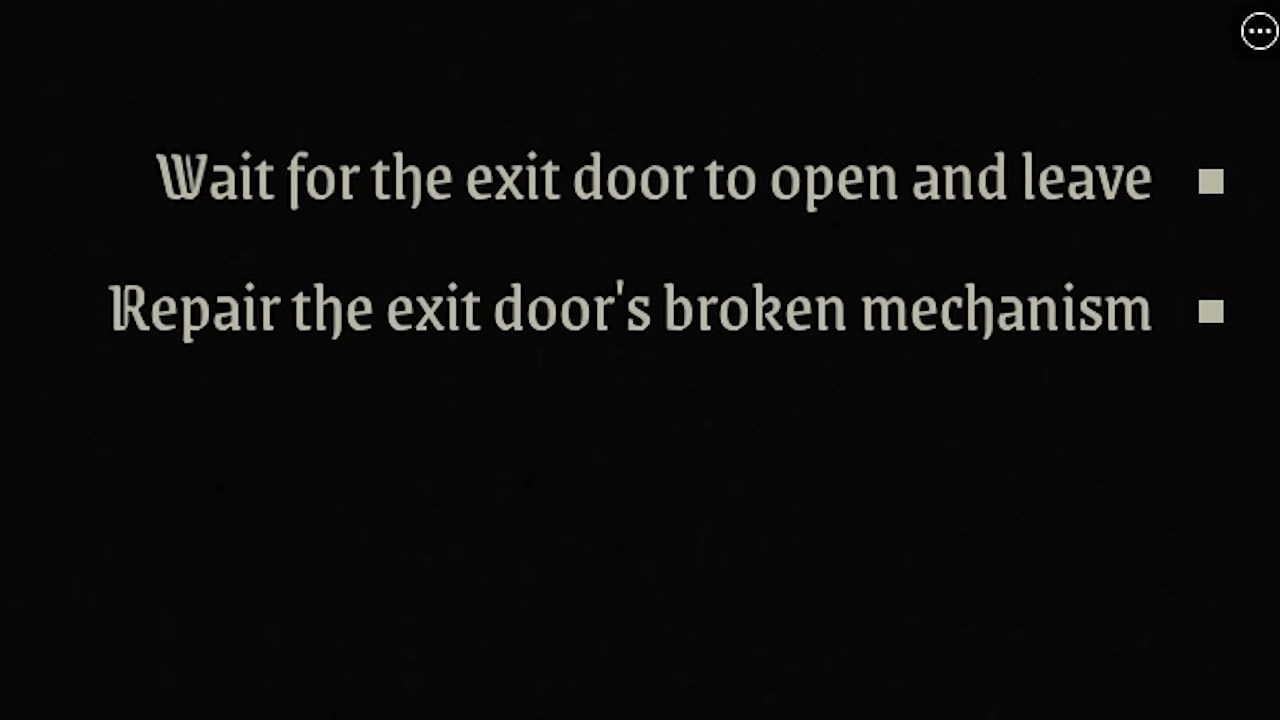 Wait for the exit door to open and leave
Repair the exit door's broken mechanism